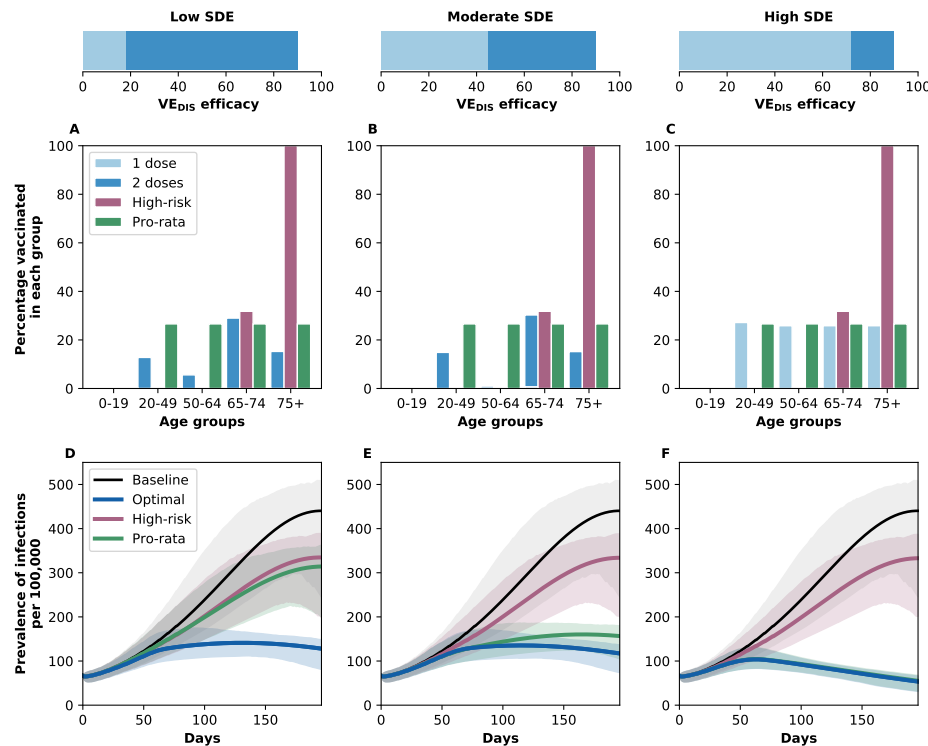 Low SDE
Moderate SDE
High SDE
0 20 40 60 80 100
0 20 40 60 80 100
0 20 40 60 80 100
VE_DIS efficacy
VE_DIS efficacy
VE_DIS efficacy
A
B
C
Percentage vaccinated
in each group
100
80
60
40
20
0
1 dose
2 doses
High-risk
Pro-rata
0-19 20-49 50-64 65-74 75+
Age groups
100
80
60
40
20
0
0-19 20-49 50-64 65-74 75+
Age groups
100
80
60
40
20
0
0-19 20-49 50-64 65-74 75+
Age groups
D
E
F
Prevalence of infections
per 100,000
500
400
300
200
100
0
Baseline
Optimal
High-risk
Pro-rata
0 50 100 150
Days
500
400
300
200
100
0
0 50 100 150
Days
500
400
300
200
100
0
0 50 100 150
Days